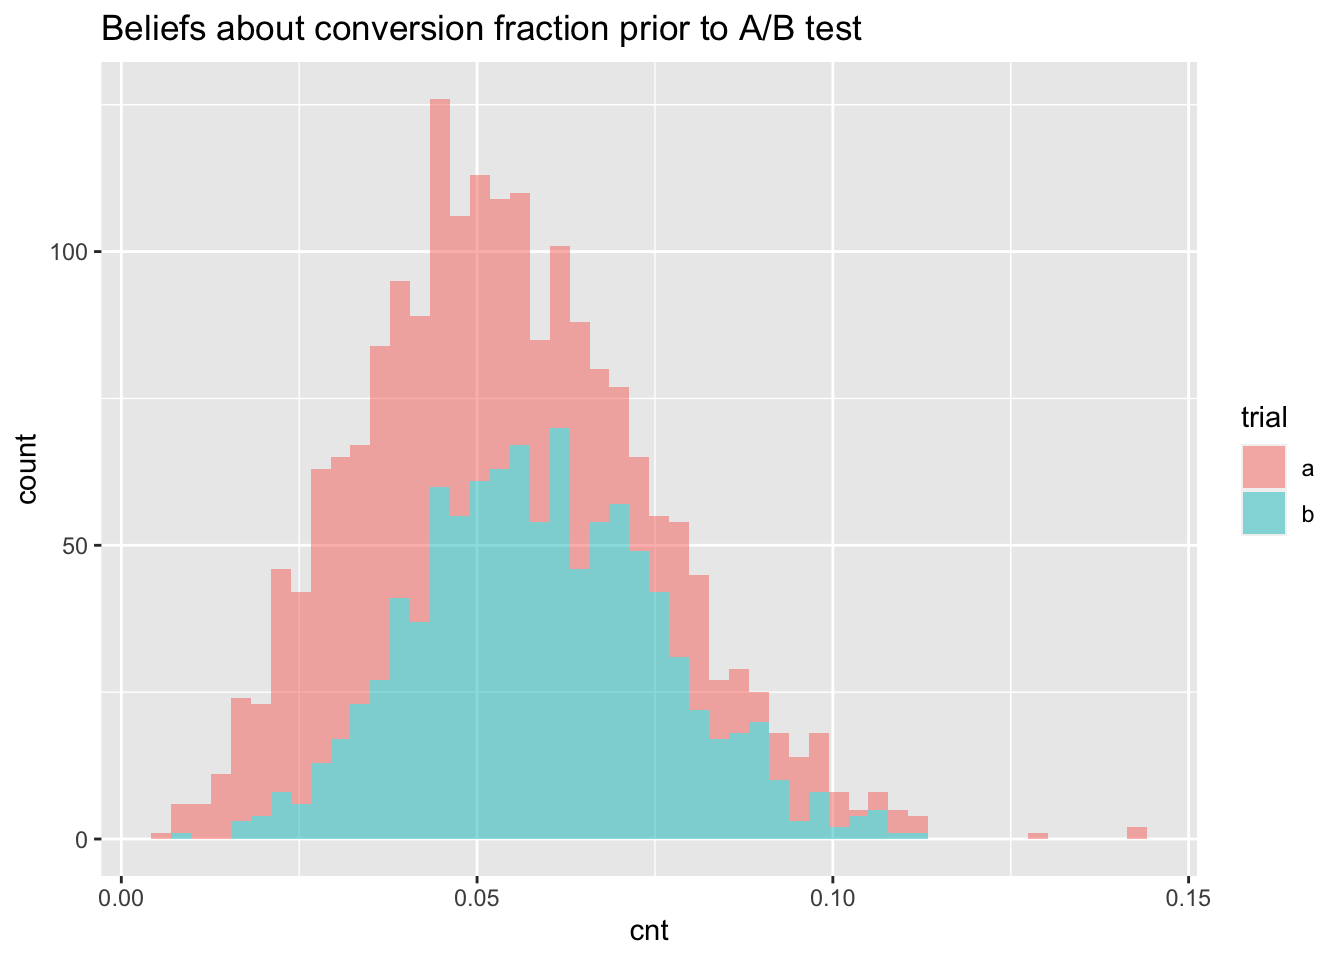 Beliefs about conversion fraction prior to A/B test
100
50
0
count
0.00 0.05 0.10 0.15
cnt
trial
a
b